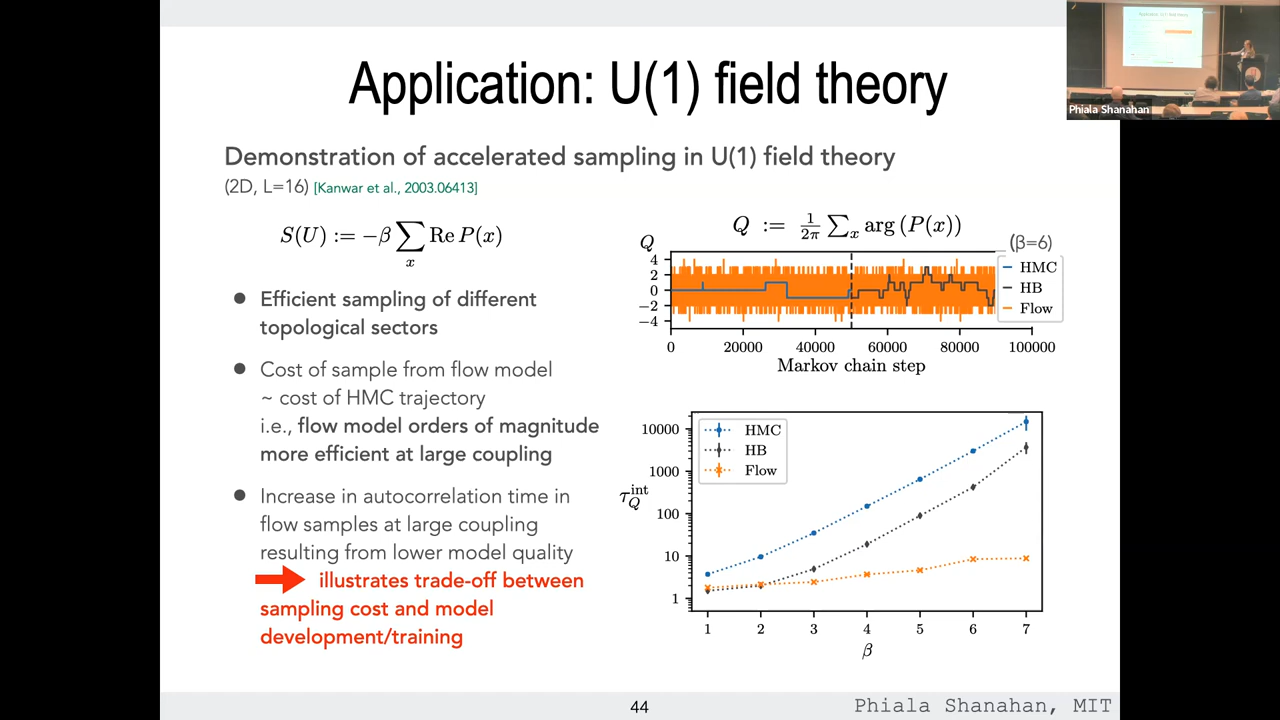 Application: U(1) field theory
Phiala Shanahan
Demonstration of accelerated sampling in U(1) field theory
(2D, L=16) [Kanwar et al., 2003.06413]
S(U) := −β ∑ₓ Re P(x)
● Efficient sampling of different
topological sectors
● Cost of sample from flow model
~ cost of HMC trajectory
i.e., flow model orders of magnitude
more efficient at large coupling
● Increase in autocorrelation time in
flow samples at large coupling
resulting from lower model quality
illustrates trade-off between
sampling cost and model
development/training
Q := 1/2π ∑ₓ arg (P(x))
(β=6)
Q
4
2
0
−2
−4
HMC
HB
Flow
0 20000 40000 60000 80000 100000
Markov chain step
HMC
HB
Flow
10000
1000
100
10
1
τ_Q^int
1 2 3 4 5 6 7
β
44
Phiala Shanahan, MIT